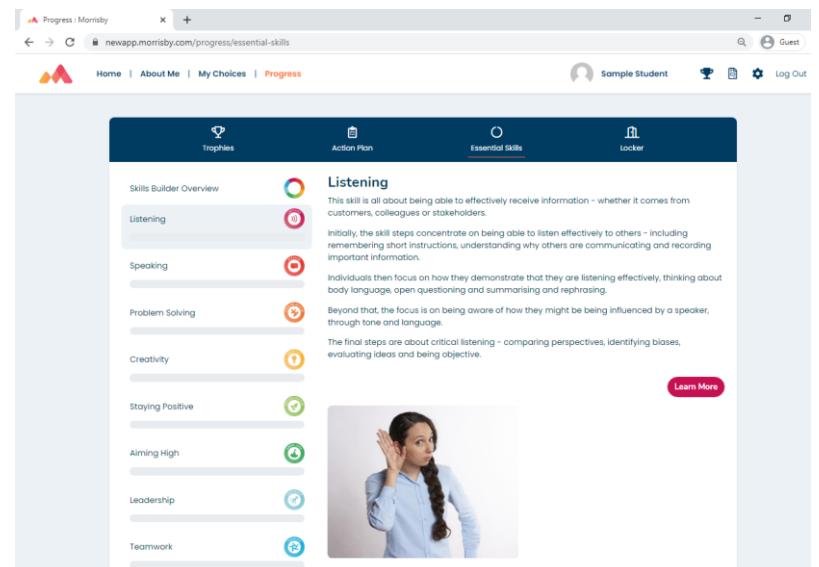 Progress : Morrisby
newapp.morrisby.com/progress/essential-skills
Guest
Home | About Me | My Choices | Progress
Sample Student
Log Out
Trophies
Action Plan
Essential Skills
Locker
Skills Builder Overview
Listening
Speaking
Problem Solving
Creativity
Staying Positive
Aiming High
Leadership
Teamwork
Listening
This skill is all about being able to effectively receive information - whether it comes from
customers, colleagues or stakeholders.
Initially, the skill steps concentrate on being able to listen effectively to others - including
remembering short instructions, understanding why others are communicating and recording
important information.
Individuals then focus on how they demonstrate that they are listening effectively, thinking about
body language, open questioning and summarising and rephrasing.
Beyond that, the focus is on being aware of how they might be being influenced by a speaker,
through tone and language.
The final steps are about critical listening - comparing perspectives, identifying biases,
evaluating ideas and being objective.
Learn More